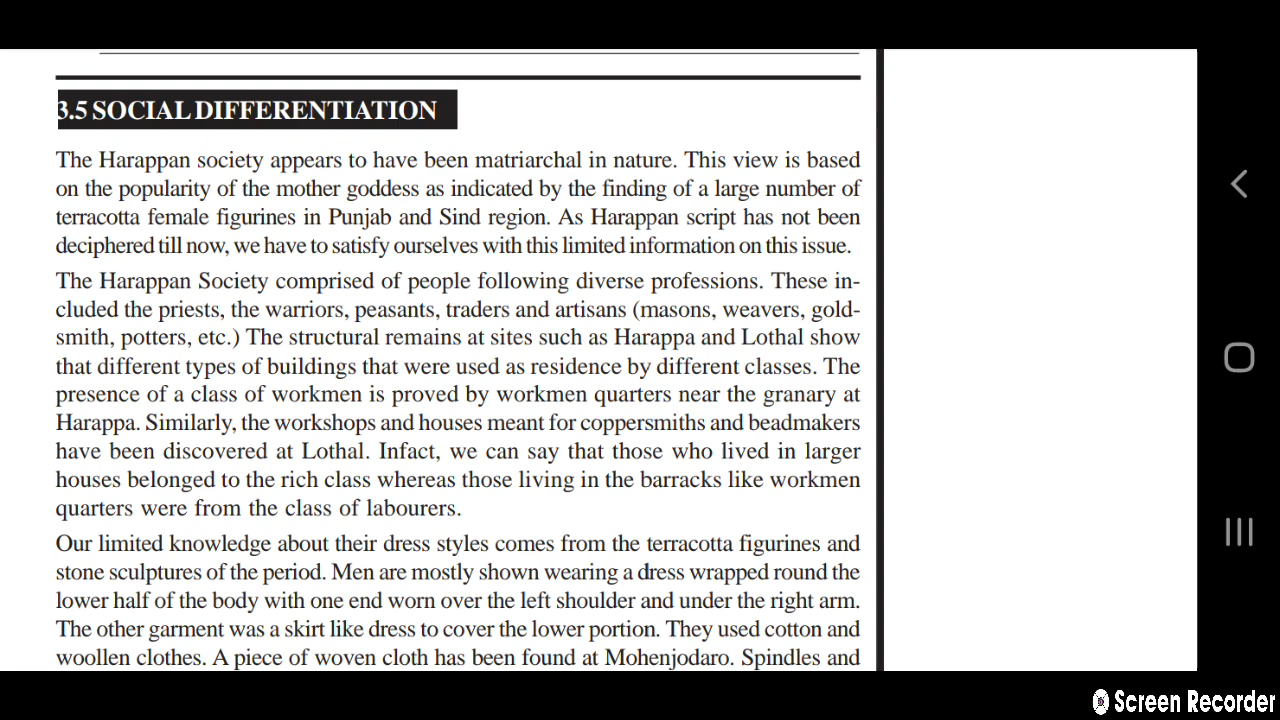 3.5 SOCIAL DIFFERENTIATION
The Harappan society appears to have been matriarchal in nature. This view is based
on the popularity of the mother goddess as indicated by the finding of a large number of
terracotta female figurines in Punjab and Sind region. As Harappan script has not been
deciphered till now, we have to satisfy ourselves with this limited information on this issue.
The Harappan Society comprised of people following diverse professions. These in-
cluded the priests, the warriors, peasants, traders and artisans (masons, weavers, gold-
smith, potters, etc.) The structural remains at sites such as Harappa and Lothal show
that different types of buildings that were used as residence by different classes. The
presence of a class of workmen is proved by workmen quarters near the granary at
Harappa. Similarly, the workshops and houses meant for coppersmiths and beadmakers
have been discovered at Lothal. Infact, we can say that those who lived in larger
houses belonged to the rich class whereas those living in the barracks like workmen
quarters were from the class of labourers.
Our limited knowledge about their dress styles comes from the terracotta figurines and
stone sculptures of the period. Men are mostly shown wearing a dress wrapped round the
lower half of the body with one end worn over the left shoulder and under the right arm.
The other garment was a skirt like dress to cover the lower portion. They used cotton and
woollen clothes. A piece of woven cloth has been found at Mohenjodaro. Spindles and
Screen Recorder